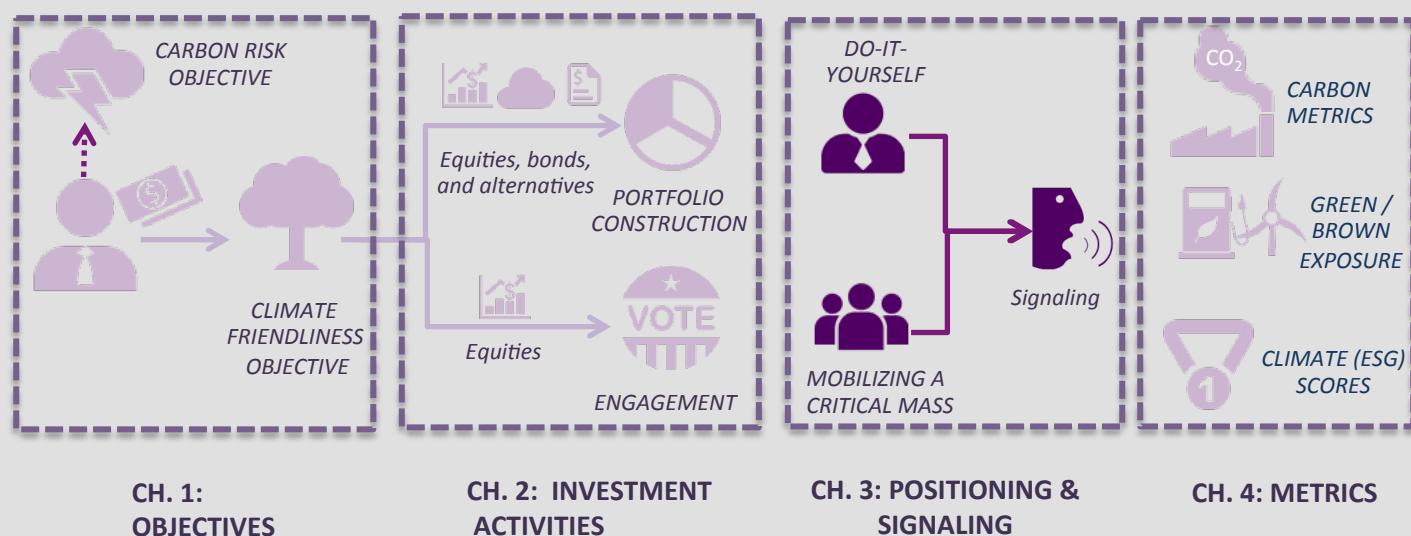 CARBON RISK
OBJECTIVE
CLIMATE
FRIENDLINESS
OBJECTIVE
Equities, bonds,
and alternatives
PORTFOLIO
CONSTRUCTION
Equities
VOTE
ENGAGEMENT
DO-IT-
YOURSELF
MOBILIZING A
CRITICAL MASS
Signaling
CO2
CARBON
METRICS
GREEN /
BROWN
EXPOSURE
1
CLIMATE (ESG)
SCORES
CH. 1:
OBJECTIVES
CH. 2: INVESTMENT
ACTIVITIES
CH. 3: POSITIONING &
SIGNALING
CH. 4: METRICS